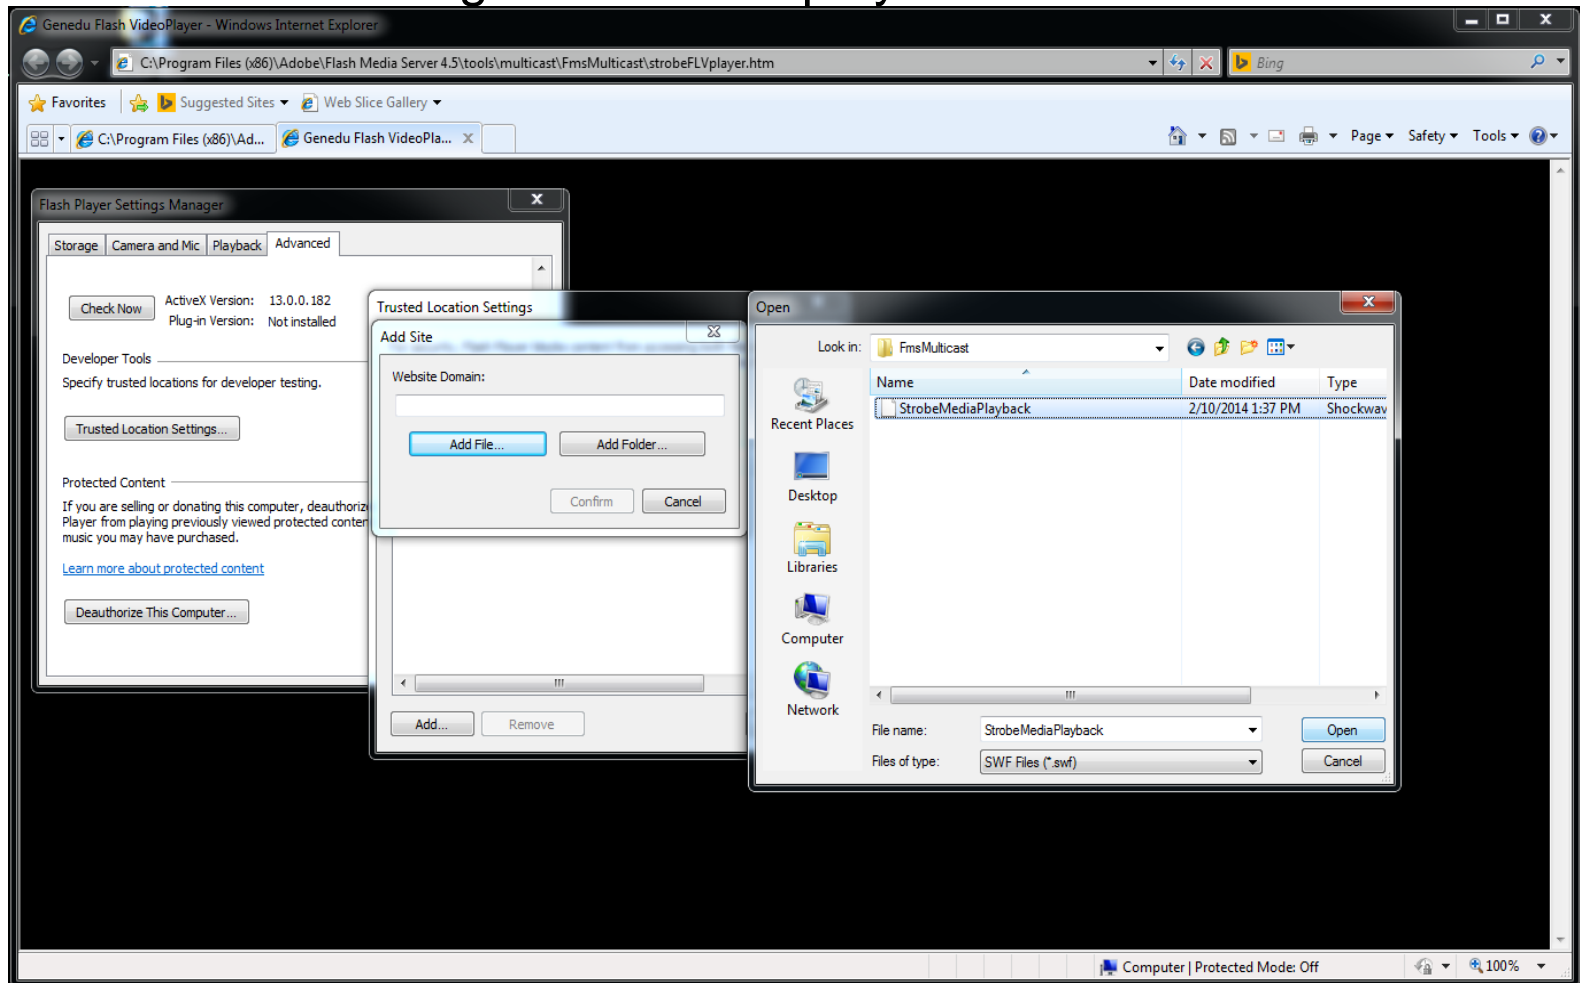 Genedu Flash VideoPlayer - Windows Internet Explorer
C:\Program Files (x86)\Adobe\Flash Media Server 4.5\tools\multicast\FmsMulticast\strobeFLVplayer.htm
Bing
Favorites
Suggested Sites
Web Slice Gallery
C:\Program Files (x86)\Ad...
Genedu Flash VideoPla...
Page
Safety
Tools
Flash Player Settings Manager
Storage
Camera and Mic
Playback
Advanced
Check Now
ActiveX Version: 13.0.0.182
Plug-in Version: Not installed
Developer Tools
Specify trusted locations for developer testing.
Trusted Location Settings...
Protected Content
If you are selling or donating this computer, deauthoriz
Player from playing previously viewed protected conter
music you may have purchased.
Learn more about protected content
Deauthorize This Computer...
Trusted Location Settings
Add Site
Website Domain:
Add File...
Add Folder...
Confirm
Cancel
Add...
Remove
Open
Look in:
FmsMulticast
Recent Places
Desktop
Libraries
Computer
Network
Name
Date modified
Type
StrobeMediaPlayback
2/10/2014 1:37 PM
Shockwav
File name:
StrobeMediaPlayback
Open
Files of type:
SWF Files (*.swf)
Cancel
Computer | Protected Mode: Off
100%